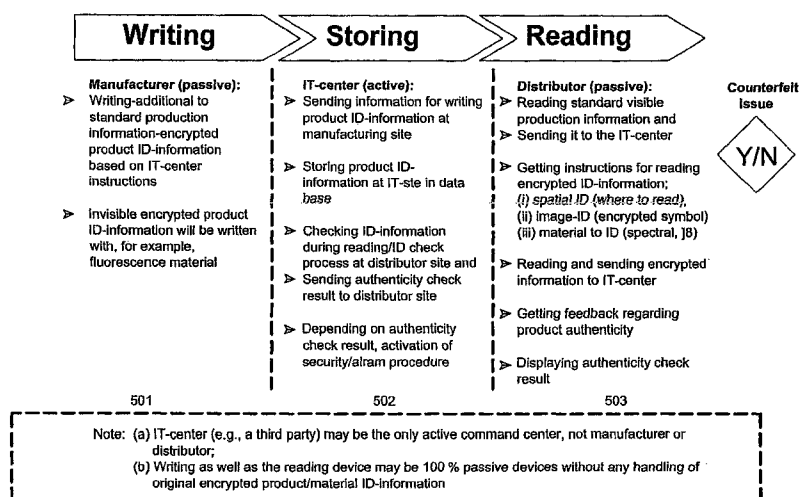 Writing
Storing
Reading
Manufacturer (passive):
➢ Writing-additional to
standard production
information-encrypted
product ID-information
based on IT-center
instructions
➢ Invisible encrypted product
ID-information will be written
with, for example,
fluorescence material
IT-center (active):
➢ Sending information for writing
product ID-information at
manufacturing site
➢ Storing product ID-
information at IT-ste in data
base
➢ Checking ID-information
during reading/ID check
process at distributor site and
➢ Sending authenticity check
result to distributor site
➢ Depending on authenticity
check result, activation of
security/alram procedure
Distributor (passive):
➢ Reading standard visible
production information and
➢ Sending it to the IT-center
➢ Getting instructions for reading
encrypted ID-information;
(i) spatial ID (where to read),
(ii) image-ID (encrypted symbol)
(iii) material to ID (spectral, ]8)
➢ Reading and sending encrypted
information to IT-center
➢ Getting feedback regarding
product authenticity
➢ Displaying authenticity check
result
Counterfeit
Issue
Y/N
501
502
503
Note: (a) IT-center (e.g., a third party) may be the only active command center, not manufacturer or
distributor;
(b) Writing as well as the reading device may be 100 % passive devices without any handling of
original encrypted product/material ID-Information